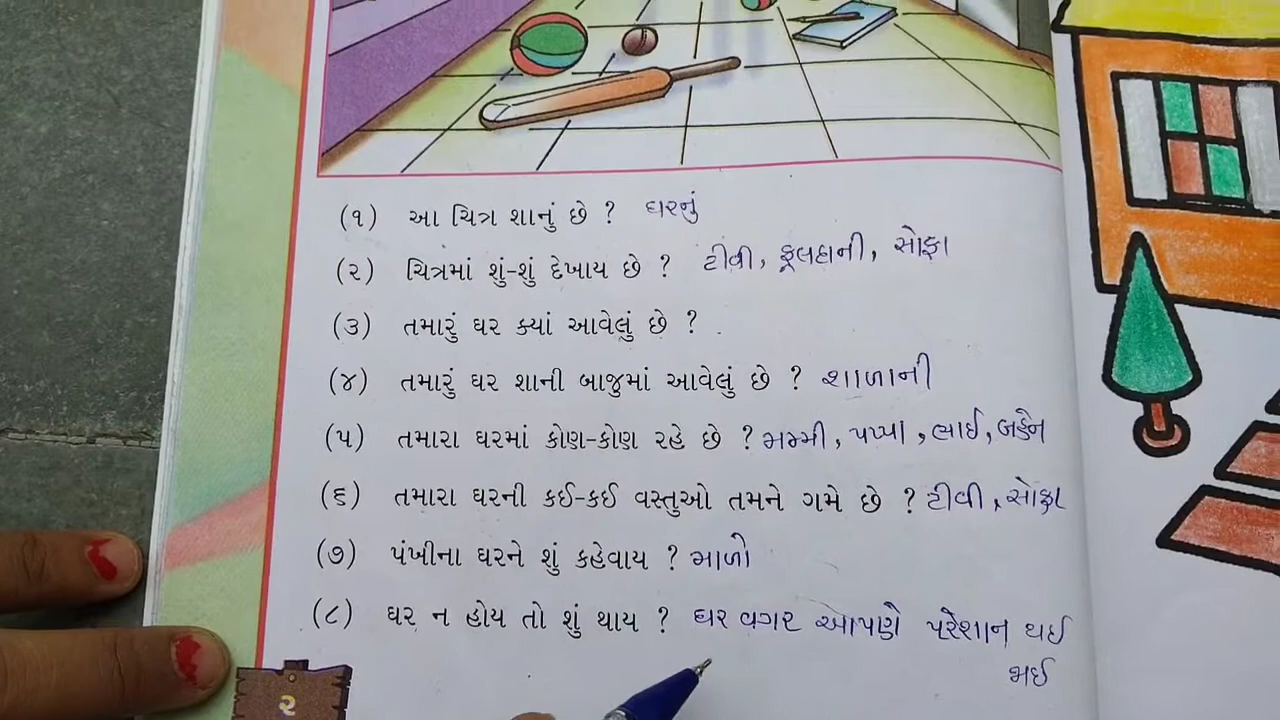 (૧) આ ચિત્ર શાનું છે ? ઘરનું
(૨) ચિત્રમાં શું-શું દેખાય છે ? ટીવી, ફૂલદાની, સોફા
(૩) તમારું ઘર ક્યાં આવેલું છે ?
(૪) તમારું ઘર શાની બાજુમાં આવેલું છે ? શાળાની
(૫) તમારા ઘરમાં કોણ-કોણ રહે છે ? મમ્મી, પપ્પા, ભાઈ, બહેન
(૬) તમારા ઘરની કઈ-કઈ વસ્તુઓ તમને ગમે છે ? ટીવી, સોફા
(૭) પંખીના ઘરને શું કહેવાય ? માળો
(૮) ઘર ન હોય તો શું થાય ? ઘર વગર આપણે પરેશાન થઈ
જઈ
૨